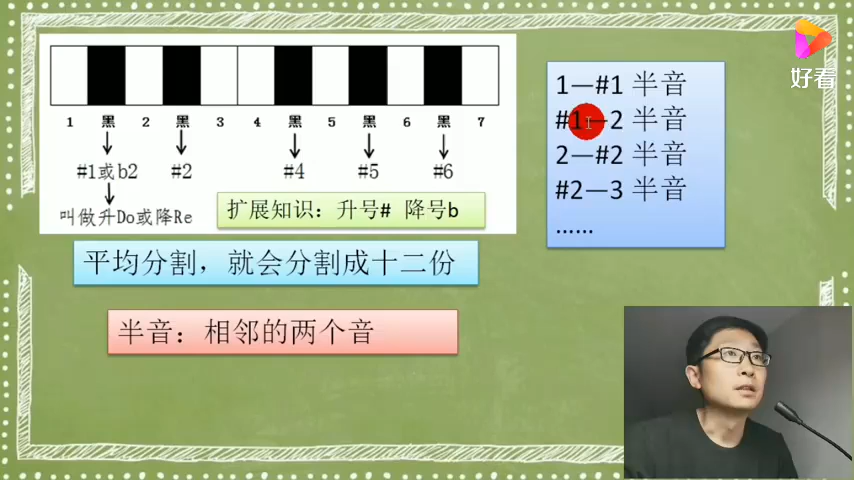 好看
黑 黑 黑 黑 黑
1 2 3 4 5 6 7
#1或b2 #2 #4 #5 #6
叫做升Do或降Re
扩展知识：升号# 降号b
平均分割，就会分割成十二份
半音：相邻的两个音
1—#1 半音
#1—2 半音
2—#2 半音
#2—3 半音
……